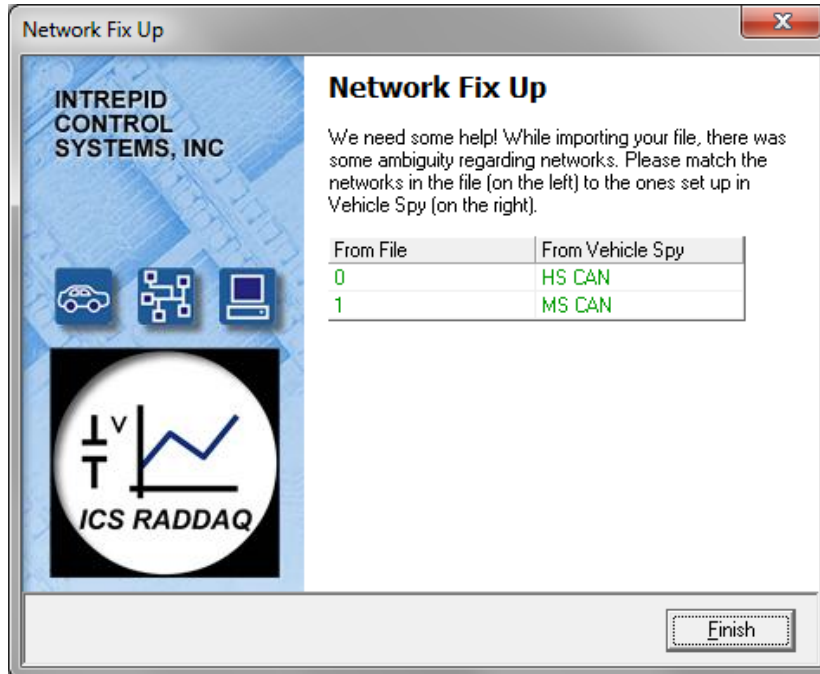 Network Fix Up
INTREPID
CONTROL
SYSTEMS, INC
Network Fix Up
We need some help! While importing your file, there was
some ambiguity regarding networks. Please match the
networks in the file (on the left) to the ones set up in
Vehicle Spy (on the right).
From File From Vehicle Spy
0 HS CAN
1 MS CAN
V
ICS RADDAQ
Finish